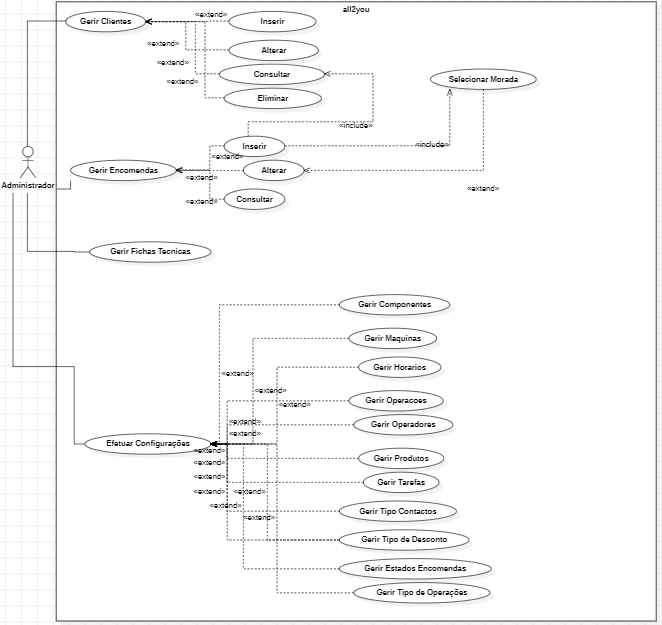 all2you
Gerir Clientes
«extend»
Inserir
«extend»
Alterar
«extend»
Consultar
«extend»
Eliminar
Selecionar Morada
«include»
Inserir
«include»
«extend»
Administrador
Gerir Encomendas
Alterar
«extend»
«extend»
«extend»
Consultar
Gerir Fichas Tecnicas
Gerir Componentes
Gerir Maquinas
Gerir Horarios
«extend»
«extend»
Gerir Operacoes
«extend»
«extend»
Gerir Operadores
«extend»
Efetuar Configurações
«extend»
Gerir Produtos
«extend»
«extend»
Gerir Tarefas
«extend»
«extend»
«extend»
Gerir Tipo Contactos
«extend»
Gerir Tipo de Desconto
Gerir Estados Encomendas
Gerir Tipo de Operações